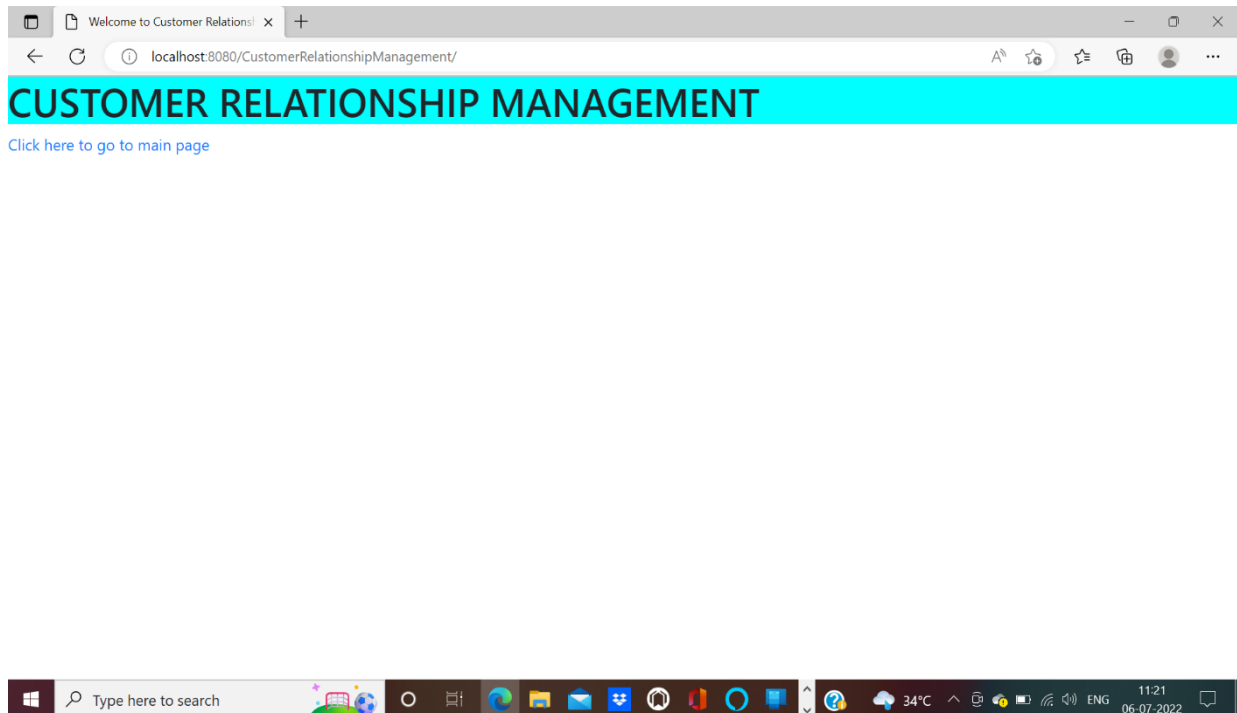 Welcome to Customer Relations
localhost:8080/CustomerRelationshipManagement/
CUSTOMER RELATIONSHIP MANAGEMENT
Click here to go to main page
Type here to search
34°C
ENG
11:21
06-07-2022